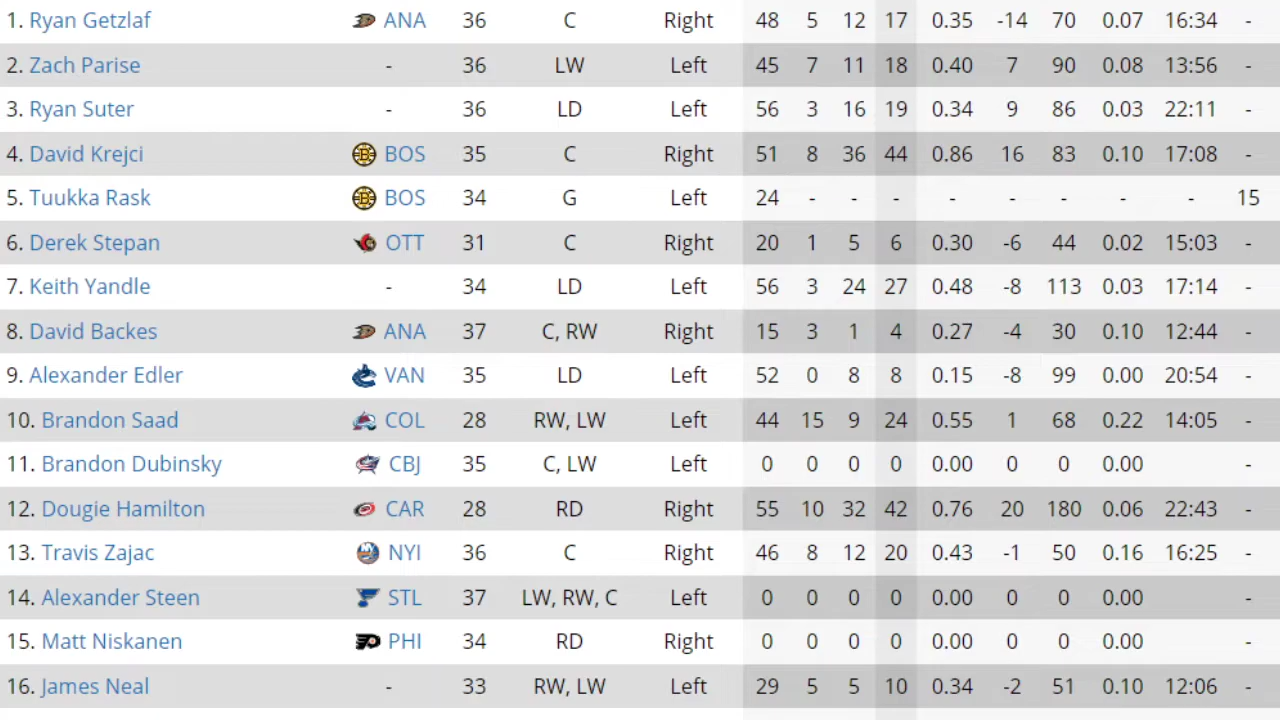 1. Ryan Getzlaf ANA 36 C Right 48 5 12 17 0.35 -14 70 0.07 16:34 -
2. Zach Parise - 36 LW Left 45 7 11 18 0.40 7 90 0.08 13:56 -
3. Ryan Suter - 36 LD Left 56 3 16 19 0.34 9 86 0.03 22:11 -
4. David Krejci BOS 35 C Right 51 8 36 44 0.86 16 83 0.10 17:08 -
5. Tuukka Rask BOS 34 G Left 24 - - - - - - - - 15
6. Derek Stepan OTT 31 C Right 20 1 5 6 0.30 -6 44 0.02 15:03 -
7. Keith Yandle - 34 LD Left 56 3 24 27 0.48 -8 113 0.03 17:14 -
8. David Backes ANA 37 C, RW Right 15 3 1 4 0.27 -4 30 0.10 12:44 -
9. Alexander Edler VAN 35 LD Left 52 0 8 8 0.15 -8 99 0.00 20:54 -
10. Brandon Saad COL 28 RW, LW Left 44 15 9 24 0.55 1 68 0.22 14:05 -
11. Brandon Dubinsky CBJ 35 C, LW Left 0 0 0 0 0.00 0 0 0.00 -
12. Dougie Hamilton CAR 28 RD Right 55 10 32 42 0.76 20 180 0.06 22:43 -
13. Travis Zajac NYI 36 C Right 46 8 12 20 0.43 -1 50 0.16 16:25 -
14. Alexander Steen STL 37 LW, RW, C Left 0 0 0 0 0.00 0 0 0.00 -
15. Matt Niskanen PHI 34 RD Right 0 0 0 0 0.00 0 0 0.00 -
16. James Neal - 33 RW, LW Left 29 5 5 10 0.34 -2 51 0.10 12:06 -